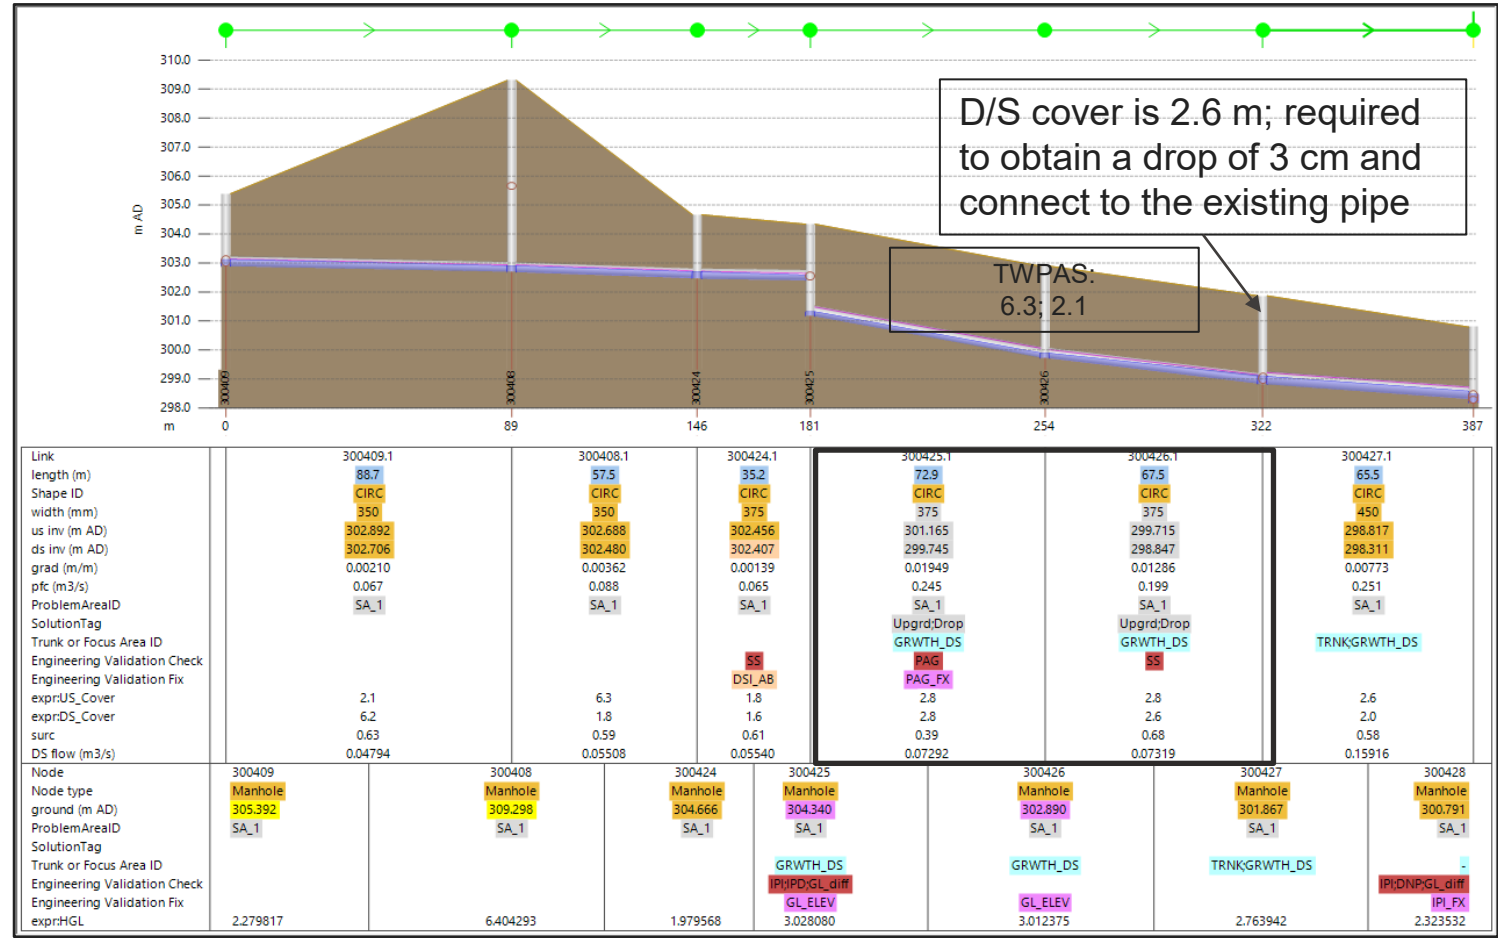 310.0
309.0
308.0
307.0
306.0
305.0
304.0
303.0
302.0
301.0
300.0
299.0
298.0
m AD
D/S cover is 2.6 m; required
to obtain a drop of 3 cm and
connect to the existing pipe
TWPAS:
6.3; 2.1
300409 300408 300424 300425 300426
m 0 89 146 181 254 322 387
Link 300409.1 300408.1 300424.1 300425.1 300426.1 300427.1
length (m) 88.7 57.5 35.2 72.9 67.5 65.5
Shape ID CIRC CIRC CIRC CIRC CIRC CIRC
width (mm) 350 350 375 375 375 450
us inv (m AD) 302.892 302.688 302.456 301.165 299.715 298.817
ds inv (m AD) 302.706 302.480 302.407 299.745 298.847 298.311
grad (m/m) 0.00210 0.00362 0.00139 0.01949 0.01286 0.00773
pfc (m3/s) 0.067 0.088 0.065 0.245 0.199 0.251
ProblemAreaID SA_1 SA_1 SA_1 SA_1 SA_1 SA_1
SolutionTag Upgrd;Drop Upgrd;Drop
Trunk or Focus Area ID GRWTH_DS GRWTH_DS TRNK;GRWTH_DS
Engineering Validation Check SS PAG SS
Engineering Validation Fix DSI_AB PAG_FX
expr:US_Cover 2.1 6.3 1.8 2.8 2.8 2.6
expr:DS_Cover 6.2 1.8 1.6 2.8 2.6 2.0
surc 0.63 0.59 0.61 0.39 0.68 0.58
DS flow (m3/s) 0.04794 0.05508 0.05540 0.07292 0.07319 0.15916
Node 300409 300408 300424 300425 300426 300427 300428
Node type Manhole Manhole Manhole Manhole Manhole Manhole Manhole
ground (m AD) 305.392 309.298 304.666 304.340 302.890 301.867 300.791
ProblemAreaID SA_1 SA_1 SA_1 SA_1 SA_1 SA_1 SA_1
SolutionTag
Trunk or Focus Area ID GRWTH_DS GRWTH_DS TRNK;GRWTH_DS -
Engineering Validation Check IPI;IPD;GL_diff IPI;DNP;GL_diff
Engineering Validation Fix GL_ELEV GL_ELEV IPI_FX
expr:HGL 2.279817 6.404293 1.979568 3.028080 3.012375 2.763942 2.323532